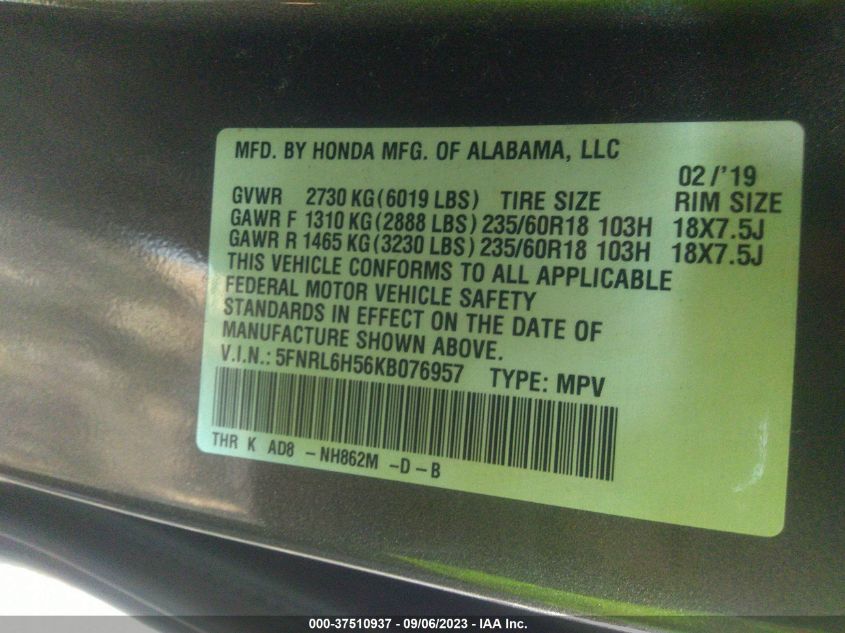 MFD. BY HONDA MFG. OF ALABAMA, LLC
02 /'19
GVWR 2730 KG (6019 LBS) TIRE SIZE RIM SIZE
GAWR F 1310 KG (2888 LBS) 235/60R18 103H 18X7.5J
GAWR R 1465 KG (3230 LBS) 235/60R18 103H 18X7.5J
THIS VEHICLE CONFORMS TO ALL APPLICABLE
FEDERAL MOTOR VEHICLE SAFETY
STANDARDS IN EFFECT ON THE DATE OF
MANUFACTURE SHOWN ABOVE.
V.I.N.: 5FNRL6H56KB076957 TYPE: MPV
THR K AD8 - NH862M - D - B
000-37510937 - 09/06/2023 - IAA Inc.